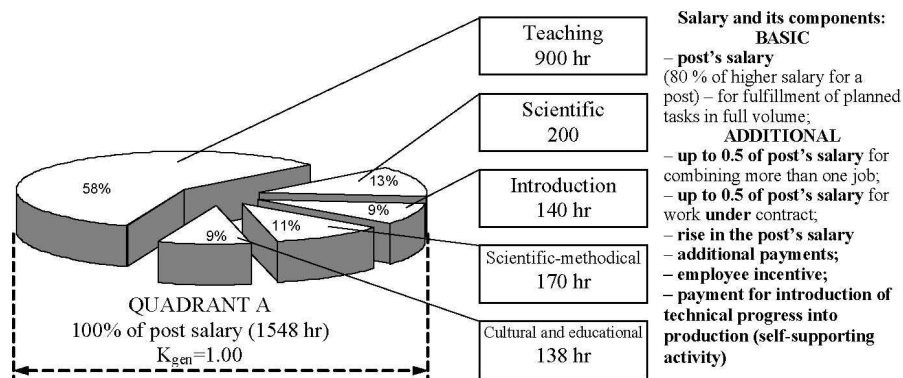 Teaching
900 hr
Scientific
200
Introduction
140 hr
Scientific-methodical
170 hr
Cultural and educational
138 hr
58%
13%
9%
11%
9%
QUADRANT A
100% of post salary (1548 hr)
Kgen=1.00
Salary and its components:
BASIC
– post’s salary
(80 % of higher salary for a
post) – for fulfillment of planned
tasks in full volume;
ADDITIONAL
– up to 0.5 of post’s salary for
combining more than one job;
– up to 0.5 of post’s salary for
work under contract;
– rise in the post’s salary
– additional payments;
– employee incentive;
– payment for introduction of
technical progress into
production (self-supporting
activity)